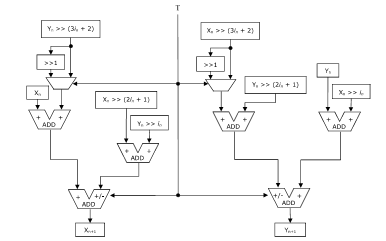 T
Yₙ >> (3iₙ + 2)
Xₙ >> (3iₙ + 2)
>>1
>>1
Xₙ
Xₙ >> (2iₙ + 1)
Yₙ >> (2iₙ + 1)
Yₙ
Xₙ >> iₙ
+ +
ADD
Yₙ >> iₙ
+ +
ADD
+ +
ADD
+ +
ADD
+ +/-
ADD
+/- +
ADD
Xₙ₊₁
Yₙ₊₁